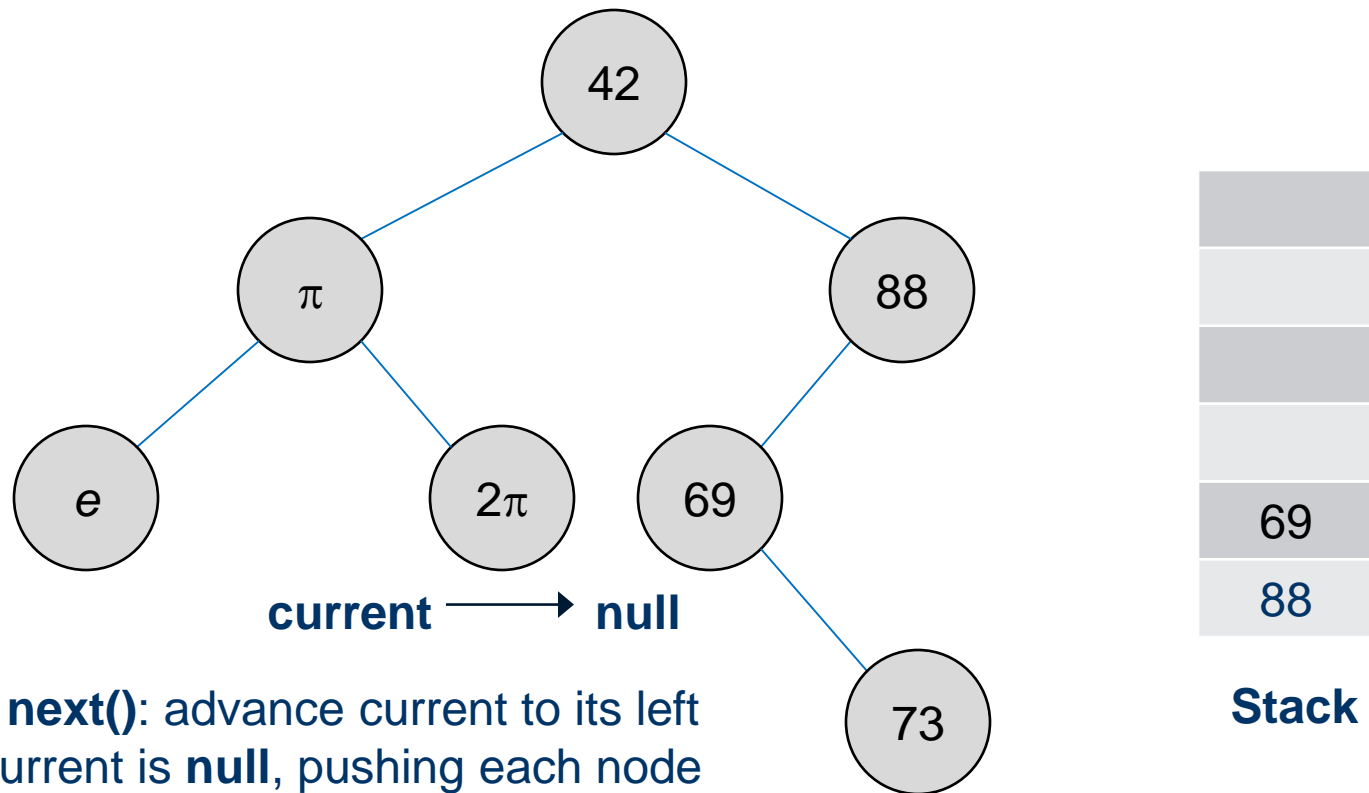 42
π
88
e
2π
69
69
88
current
null
73
Stack
next(): advance current to its left
current is null, pushing each node